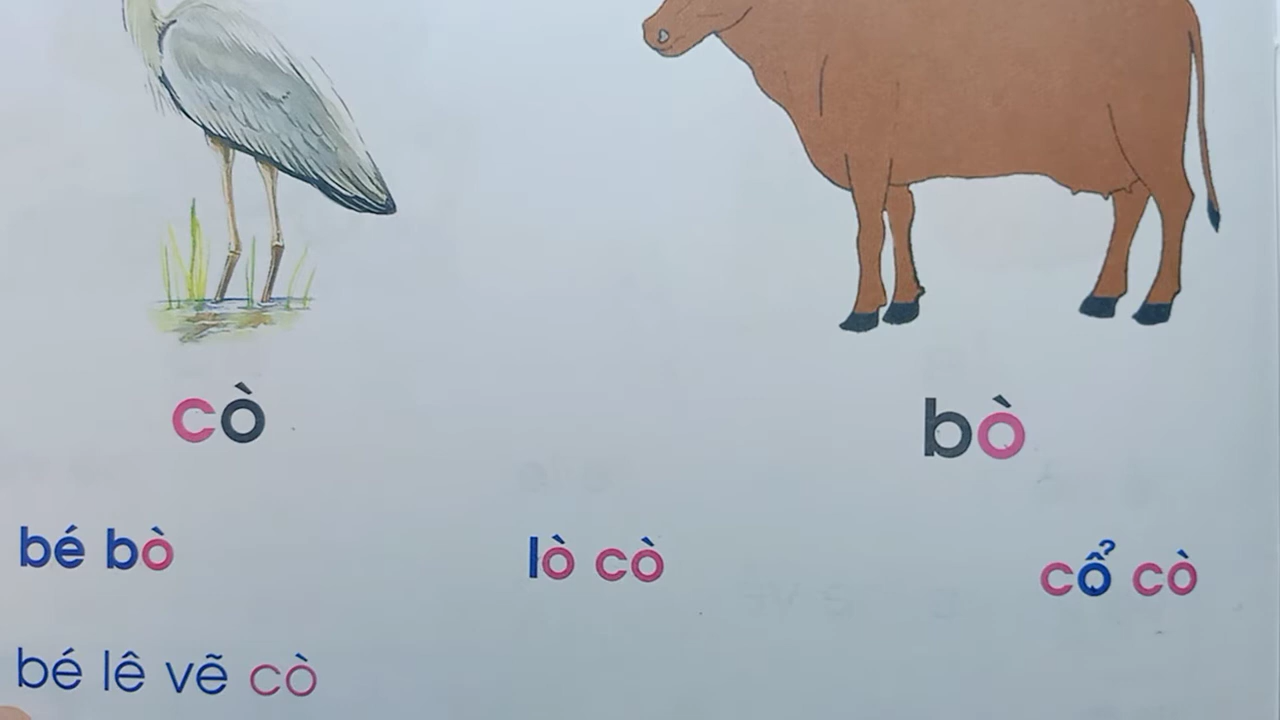 cò bò
bé bò lò cò cổ cò
bé lê vẽ cò